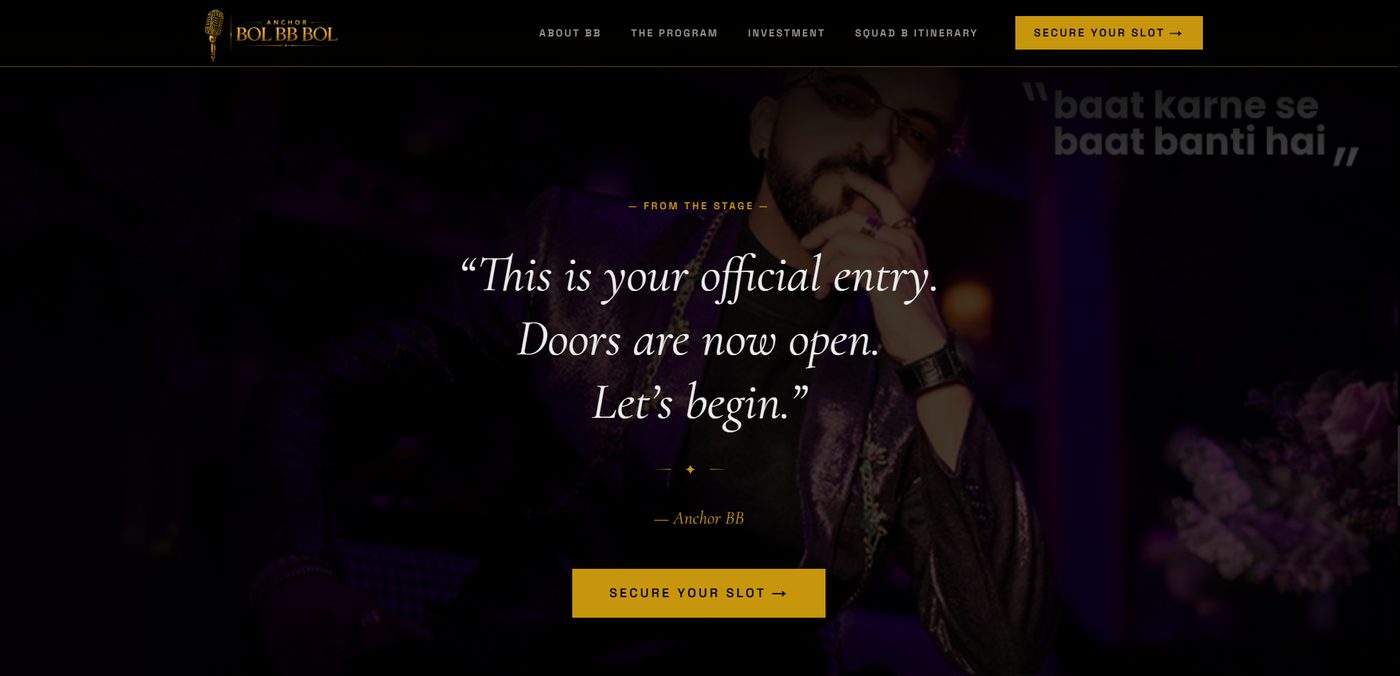 ANCHOR
BOL BB BOL
ABOUT BB
THE PROGRAM
INVESTMENT
SQUAD B ITINERARY
SECURE YOUR SLOT →
“baat karne se
baat banti hai”
— FROM THE STAGE —
“This is your official entry.
Doors are now open.
Let’s begin.”
— Anchor BB
SECURE YOUR SLOT →